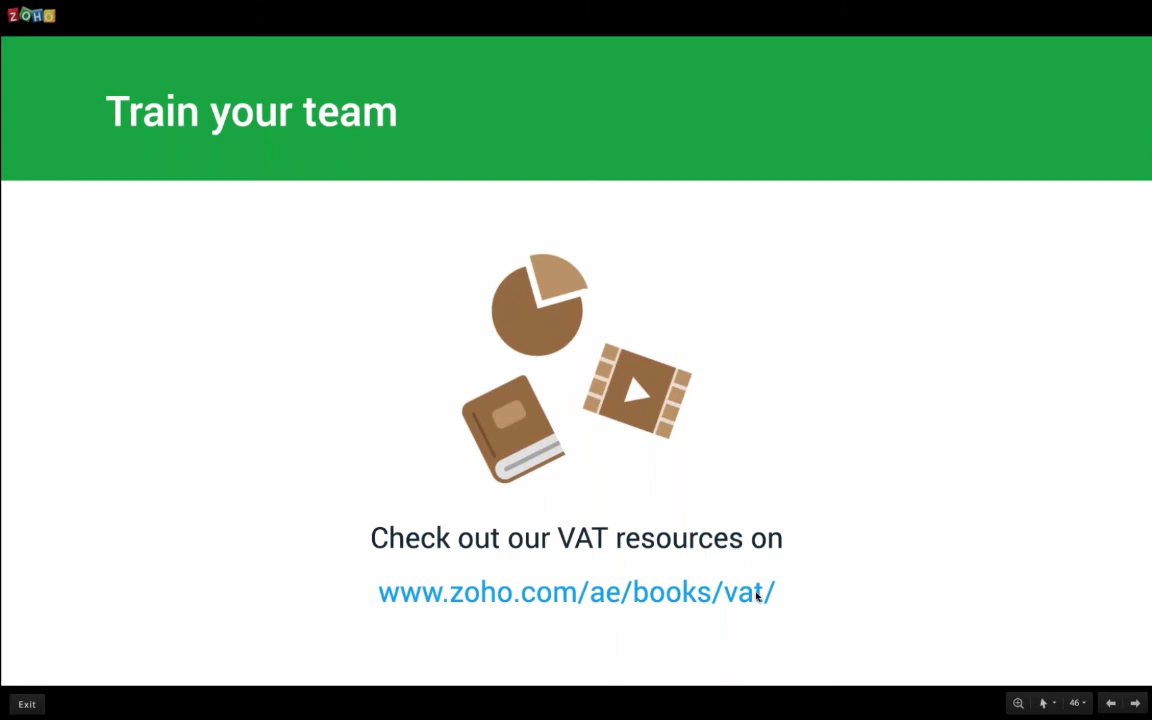 ZOHO
Train your team
Check out our VAT resources on
www.zoho.com/ae/books/vat/
Exit
46